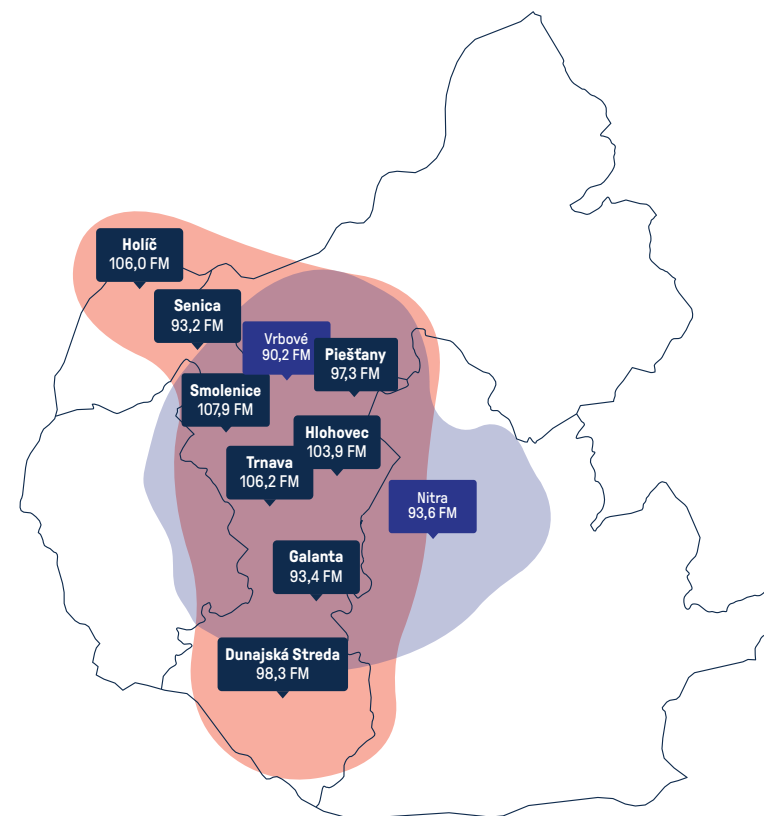 Holíč
106,0 FM
Senica
93,2 FM
Vrbové
90,2 FM
Piešťany
97,3 FM
Smolenice
107,9 FM
Hlohovec
103,9 FM
Trnava
106,2 FM
Nitra
93,6 FM
Galanta
93,4 FM
Dunajská Streda
98,3 FM